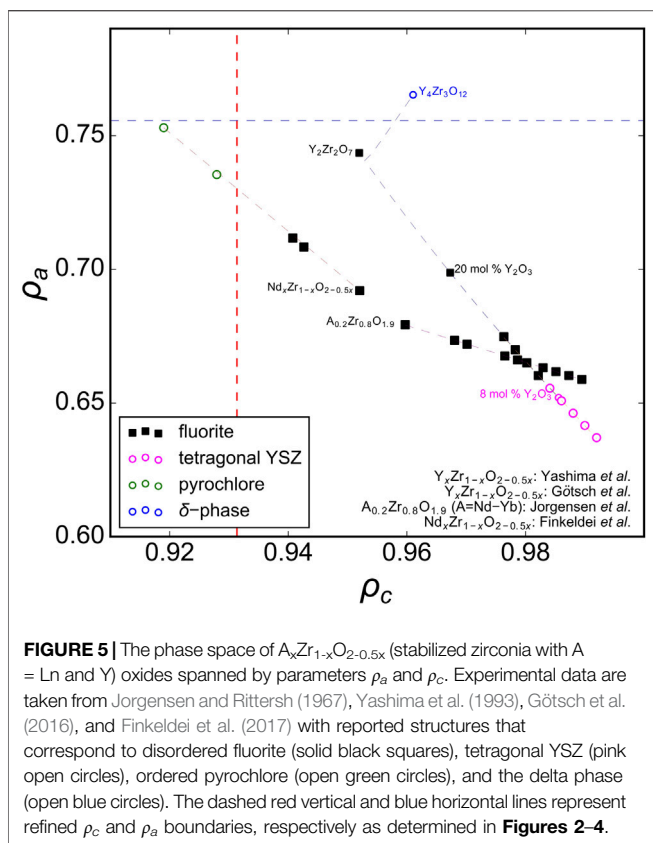 0.75
0.70
0.65
0.60
ρa
Y4Zr3O12
Y2Zr2O7
20 mol % Y2O3
NdxZr1−xO2−0.5x
A0.2Zr0.8O1.9
8 mol % Y2O3
fluorite
tetragonal YSZ
pyrochlore
δ−phase
YxZr1−xO2−0.5x: Yashima et al.
YxZr1−xO2−0.5x: Götsch et al.
A0.2Zr0.8O1.9 (A=Nd−Yb): Jorgensen et al.
NdxZr1−xO2−0.5x: Finkeldei et al.
0.92 0.94 0.96 0.98
ρc
FIGURE 5 | The phase space of AxZr1-xO2-0.5x (stabilized zirconia with A
= Ln and Y) oxides spanned by parameters ρa and ρc. Experimental data are
taken from Jorgensen and Rittersh (1967), Yashima et al. (1993), Götsch et al.
(2016), and Finkeldei et al. (2017) with reported structures that
correspond to disordered fluorite (solid black squares), tetragonal YSZ (pink
open circles), ordered pyrochlore (open green circles), and the delta phase
(open blue circles). The dashed red vertical and blue horizontal lines represent
refined ρc and ρa boundaries, respectively as determined in Figures 2–4.